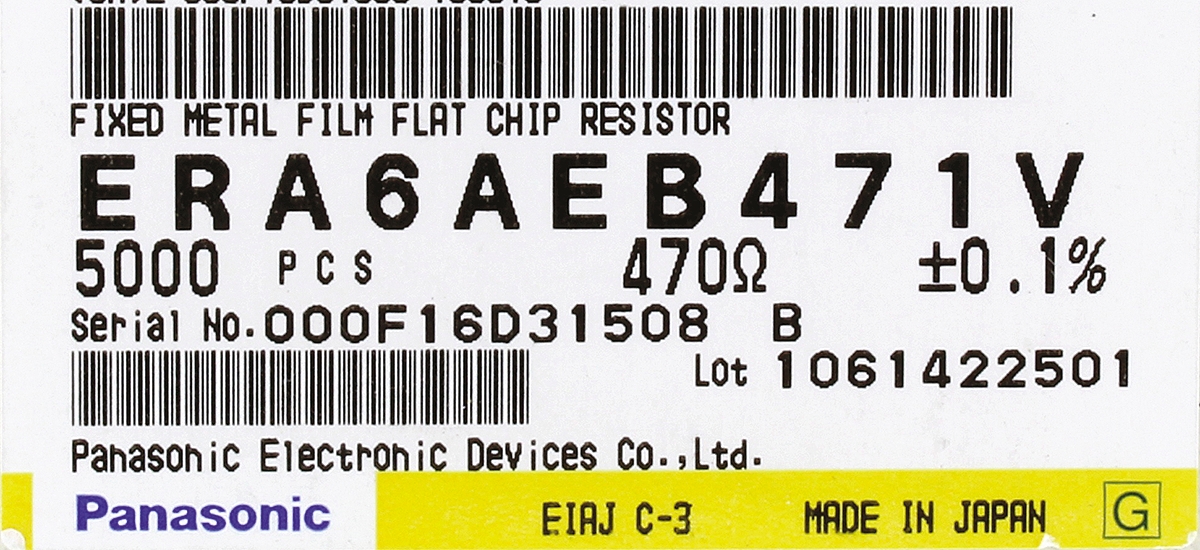 FIXED METAL FILM FLAT CHIP RESISTOR
ERA6AEB471V
5000 PCS 470Ω ±0.1%
Serial No.000F16D31508 B
Lot 1061422501
Panasonic Electronic Devices Co.,Ltd.
Panasonic EIAJ C-3 MADE IN JAPAN G